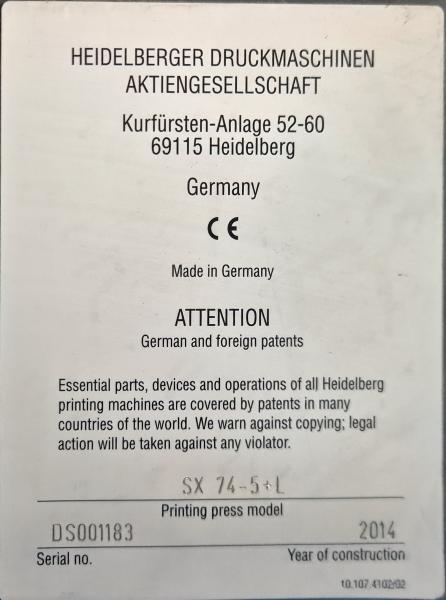 HEIDELBERGER DRUCKMASCHINEN
AKTIENGESELLSCHAFT
Kurfürsten-Anlage 52-60
69115 Heidelberg
Germany
CE
Made in Germany
ATTENTION
German and foreign patents
Essential parts, devices and operations of all Heidelberg
printing machines are covered by patents in many
countries of the world. We warn against copying; legal
action will be taken against any violator.
SX 74-5+L
Printing press model
DS001183 2014
Serial no. Year of construction
10.107.4102/02